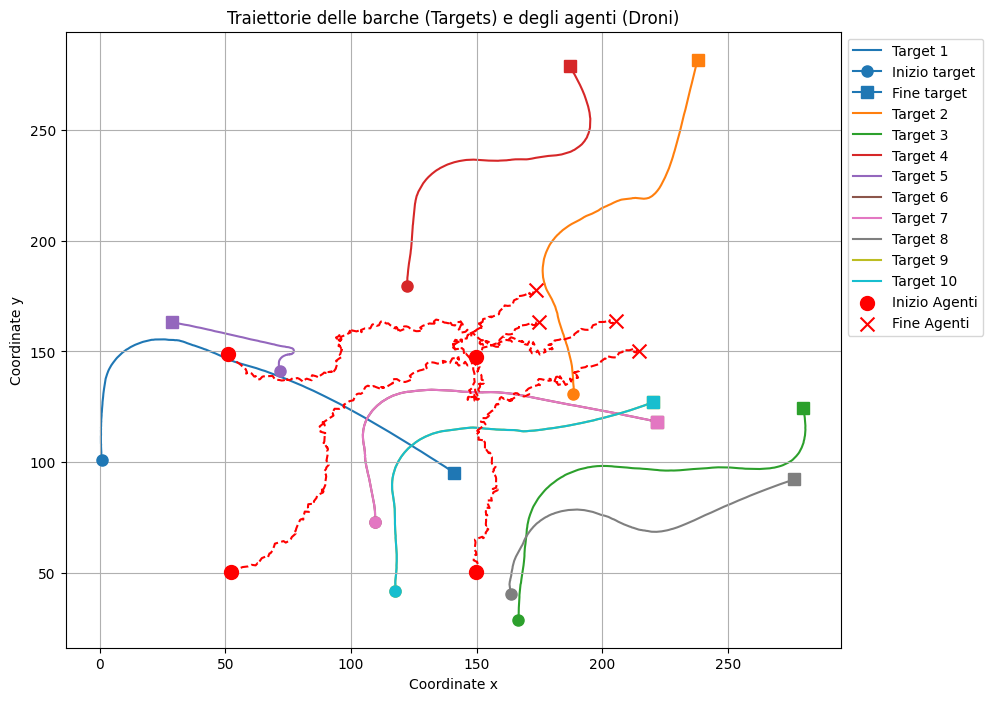 Traiettorie delle barche (Targets) e degli agenti (Droni)
Coordinate y
250
200
150
100
50
0
50
100
150
200
250
Coordinate x
Target 1
Inizio target
Fine target
Target 2
Target 3
Target 4
Target 5
Target 6
Target 7
Target 8
Target 9
Target 10
Inizio Agenti
Fine Agenti